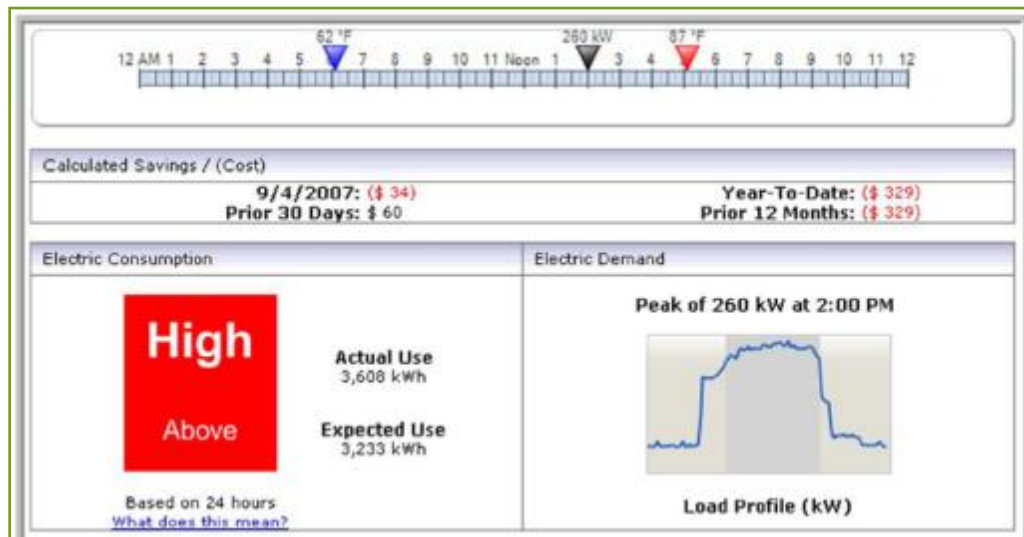 62 °F 260 kW 87 °F
12 AM 1 2 3 4 5 7 8 9 10 11 Noon 1 3 4 6 7 8 9 10 11 12
Calculated Savings / (Cost)
9/4/2007: ($ 34) Year-To-Date: ($ 329)
Prior 30 Days: $ 60 Prior 12 Months: ($ 329)
Electric Consumption Electric Demand
Peak of 260 kW at 2:00 PM
High
Actual Use
3,608 kWh
Above
Expected Use
3,233 kWh
Based on 24 hours
Load Profile (kW)
What does this mean?